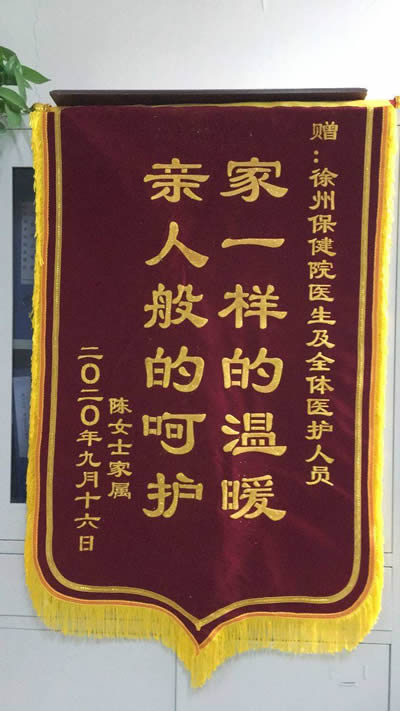 赠：徐州保健院医生及全体医护人员
家一样的温暖
亲人般的呵护
陈女士家属
二〇二〇年九月十六日